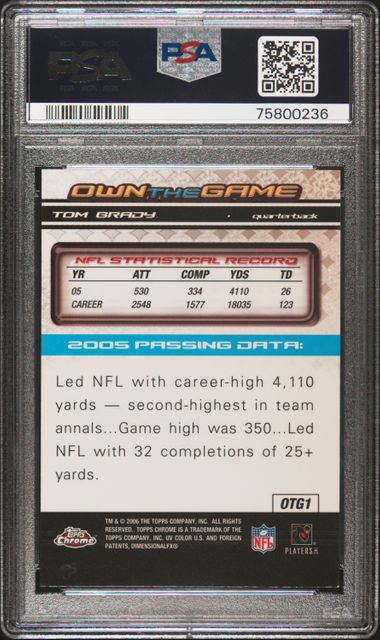 PSA
PSA
75800236
OWN THE GAME
TOM BRADY · quarterback
NFL STATISTICAL RECORD
YR ATT COMP YDS TD
05 530 334 4110 26
CAREER 2548 1577 18035 123
2005 PASSING DATA:
Led NFL with career-high 4,110
yards — second-highest in team
annals...Game high was 350...Led
NFL with 32 completions of 25+
yards.
OTG1
TM & © 2006 THE TOPPS COMPANY, INC. ALL RIGHTS
RESERVED. TOPPS CHROME IS A TRADEMARK OF THE
TOPPS COMPANY, INC. UV COLOR U.S. AND FOREIGN
PATENTS, DIMENSIONALFX®
Topps
Chrome
NFL
PLAYERS INC